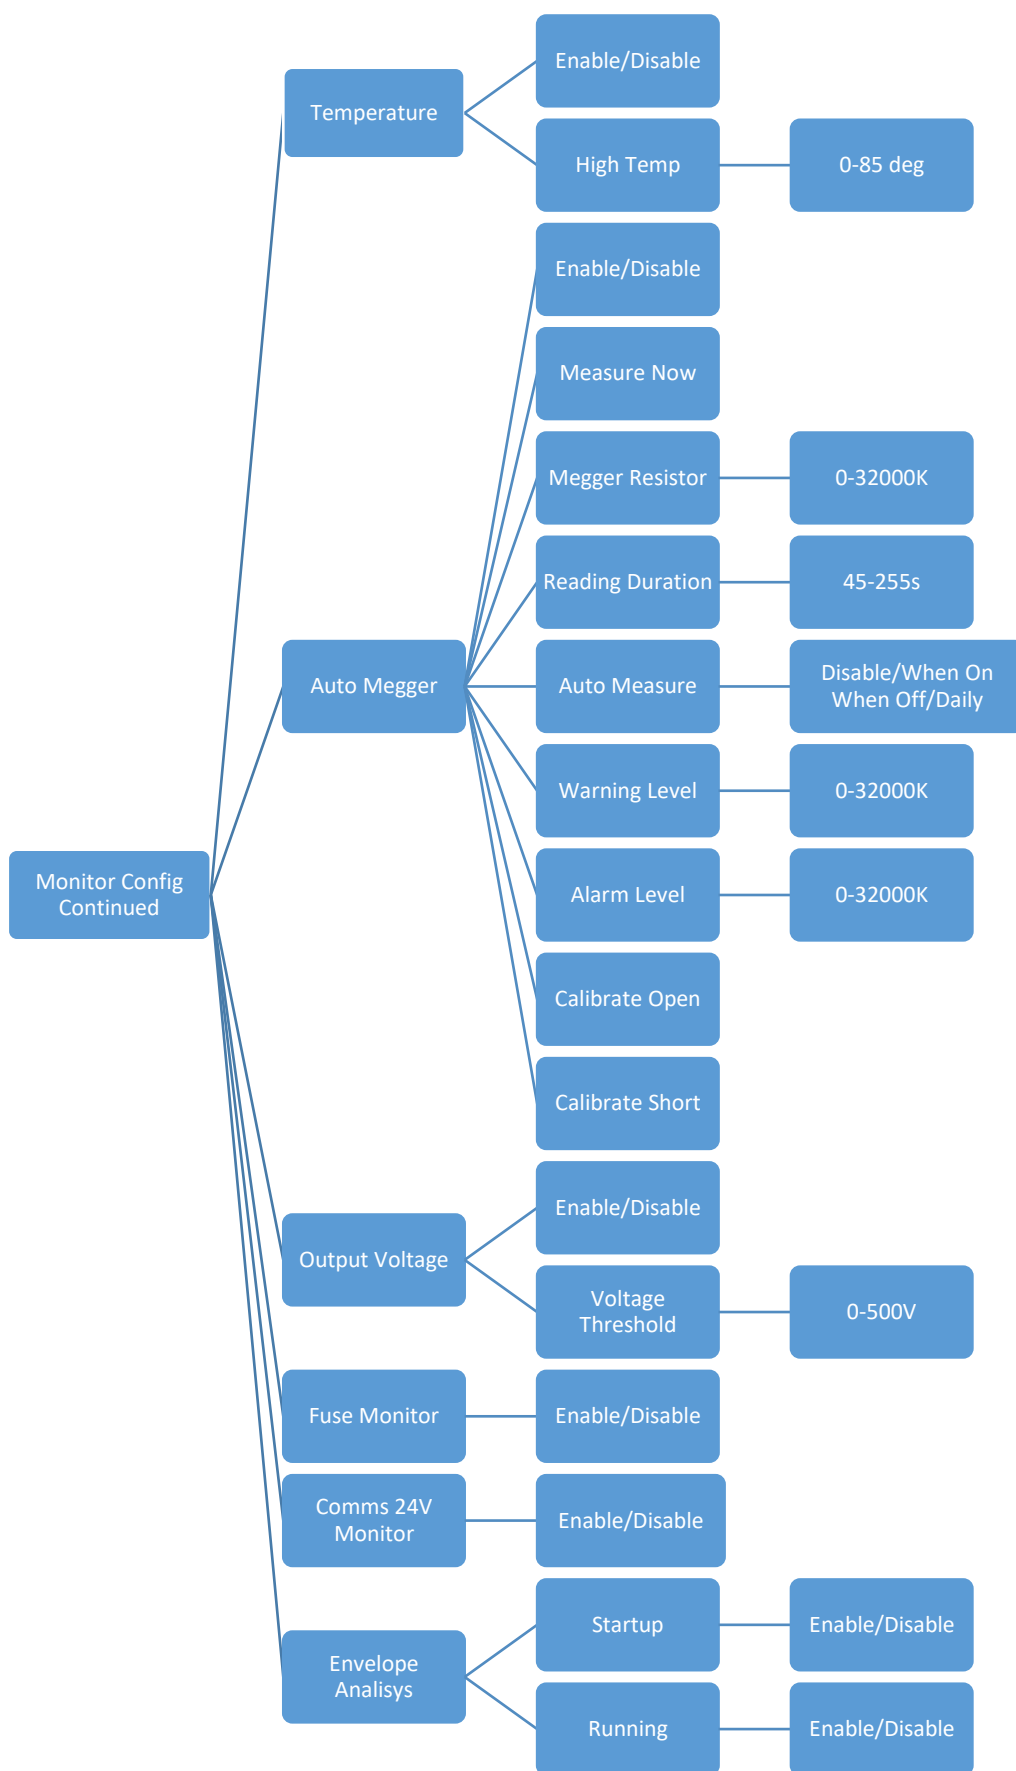 Monitor Config
Continued
Temperature
Enable/Disable
High Temp
0-85 deg
Auto Megger
Enable/Disable
Measure Now
Megger Resistor
0-32000K
Reading Duration
45-255s
Auto Measure
Disable/When On
When Off/Daily
Warning Level
0-32000K
Alarm Level
0-32000K
Calibrate Open
Calibrate Short
Output Voltage
Enable/Disable
Voltage
Threshold
0-500V
Fuse Monitor
Enable/Disable
Comms 24V
Monitor
Enable/Disable
Envelope
Analisys
Startup
Enable/Disable
Running
Enable/Disable